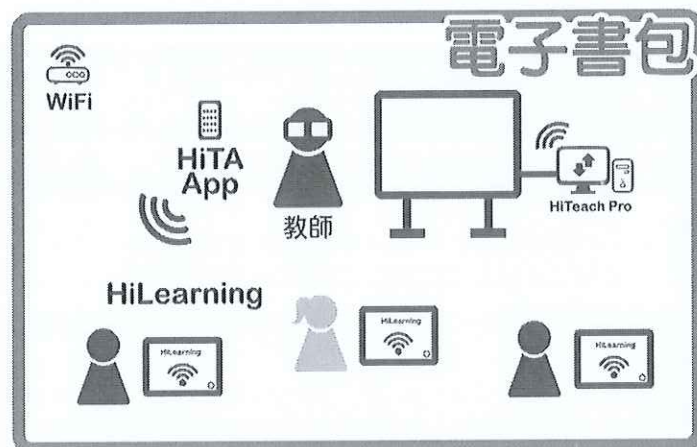 電子書包
WiFi
HiTA
App
教師
HiTeach Pro
HiLearning
HiLearning
HiLearning
HiLearning